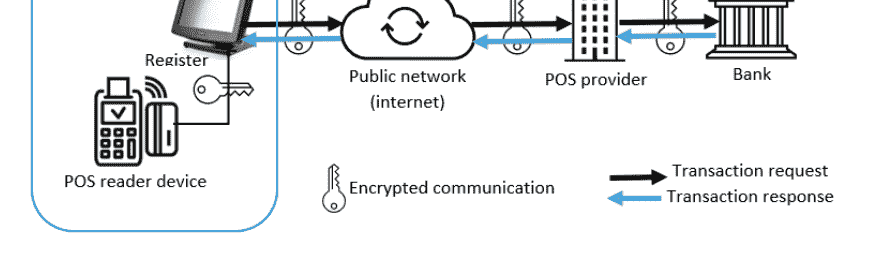 Register
Public network
(internet)
POS provider
Bank
POS reader device
Encrypted communication
Transaction request
Transaction response